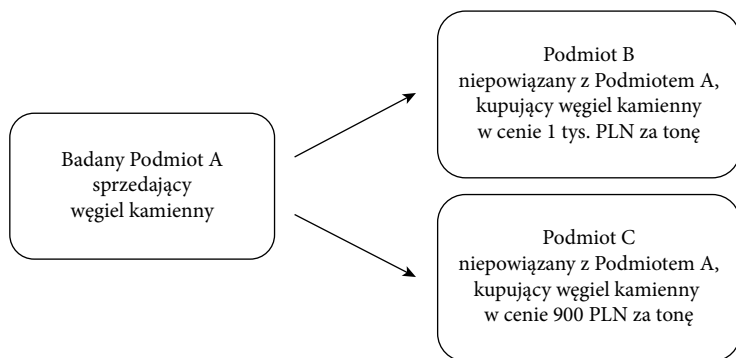 Badany Podmiot A
sprzedający
węgiel kamienny
Podmiot B
niepowiązany z Podmiotem A,
kupujący węgiel kamienny
w cenie 1 tys. PLN za tonę
Podmiot C
niepowiązany z Podmiotem A,
kupujący węgiel kamienny
w cenie 900 PLN za tonę